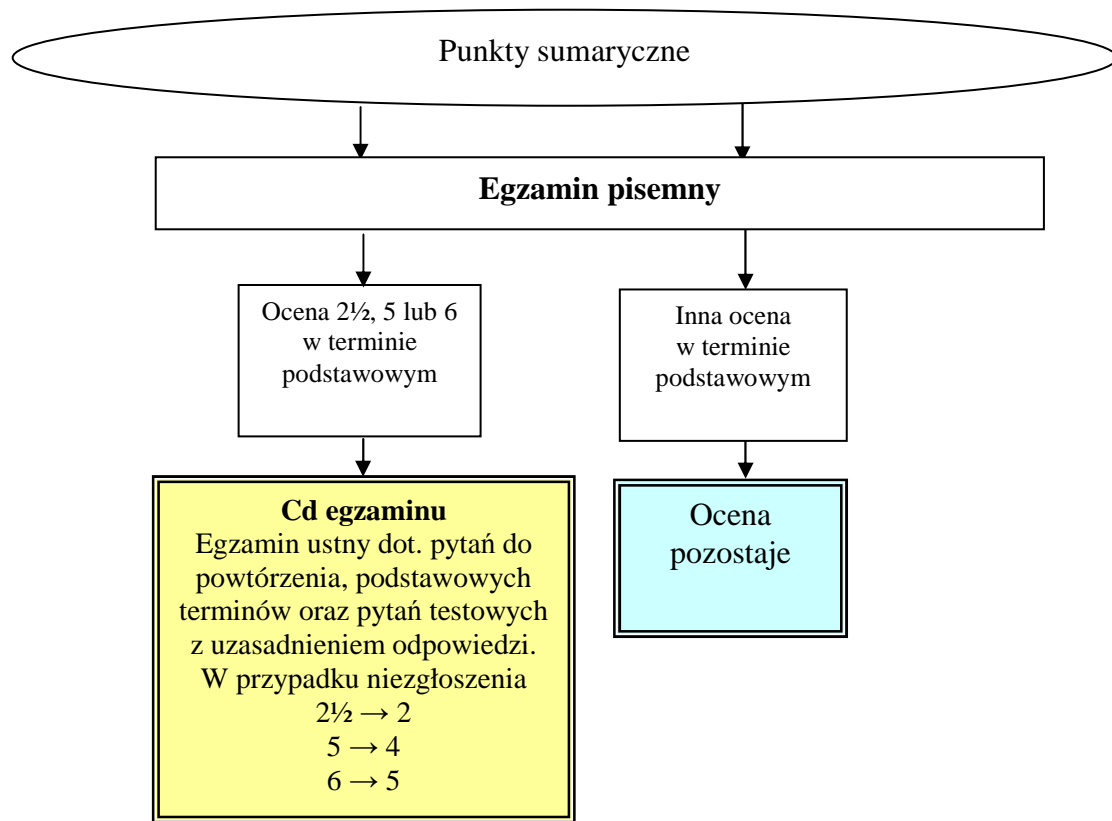 Punkty sumaryczne
Egzamin pisemny
Ocena 2½, 5 lub 6
w terminie
podstawowym
Inna ocena
w terminie
podstawowym
Cd egzaminu
Egzamin ustny dot. pytań do
powtórzenia, podstawowych
terminów oraz pytań testowych
z uzasadnieniem odpowiedzi.
W przypadku niezgłoszenia
2½ → 2
5 → 4
6 → 5
Ocena
pozostaje